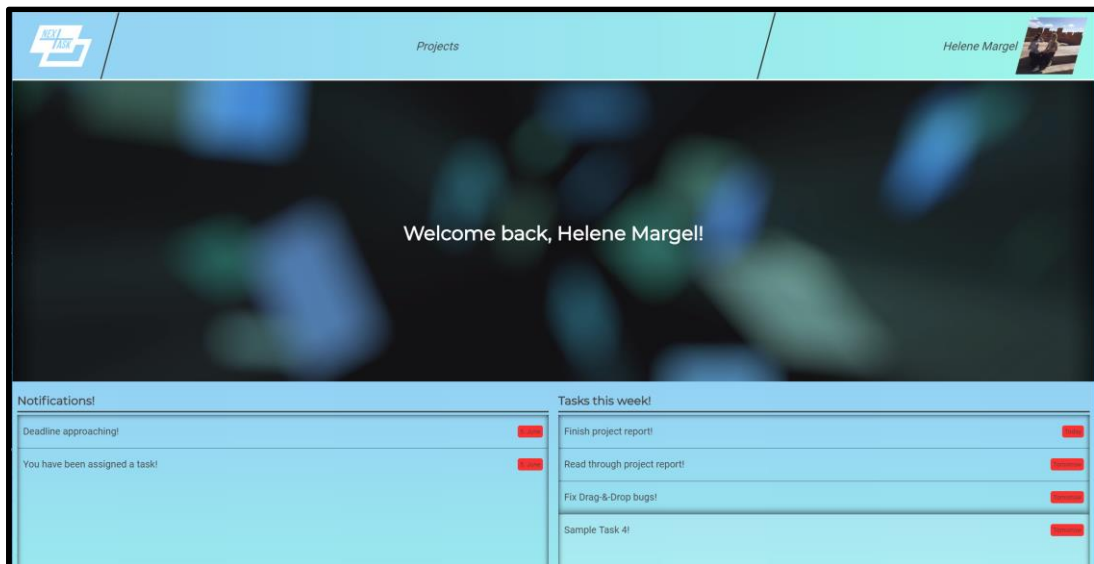 NEXT
TASK
Projects
Helene Margel
Welcome back, Helene Margel!
Notifications!
Deadline approaching!
You have been assigned a task!
Tasks this week!
Finish project report!
Read through project report!
Fix Drag-&-Drop bugs!
Sample Task 4!